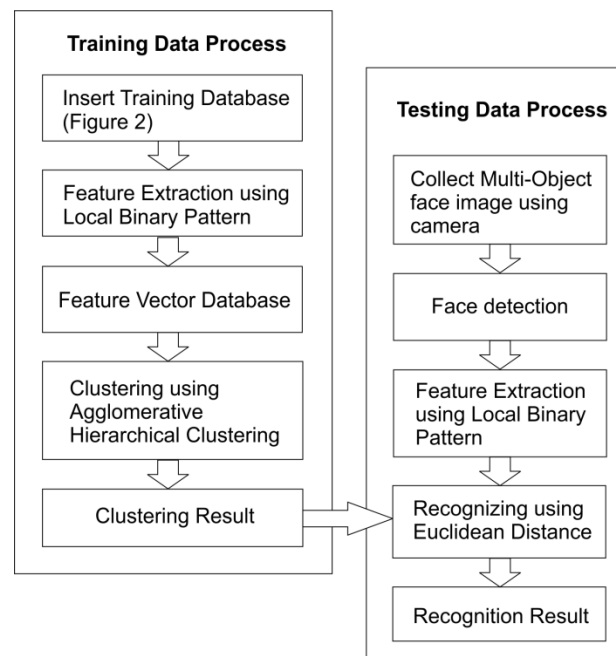 Training Data Process
Insert Training Database
(Figure 2)
Feature Extraction using
Local Binary Pattern
Feature Vector Database
Clustering using
Agglomerative
Hierarchical Clustering
Clustering Result
Testing Data Process
Collect Multi-Object
face image using
camera
Face detection
Feature Extraction
using Local Binary
Pattern
Recognizing using
Euclidean Distance
Recognition Result